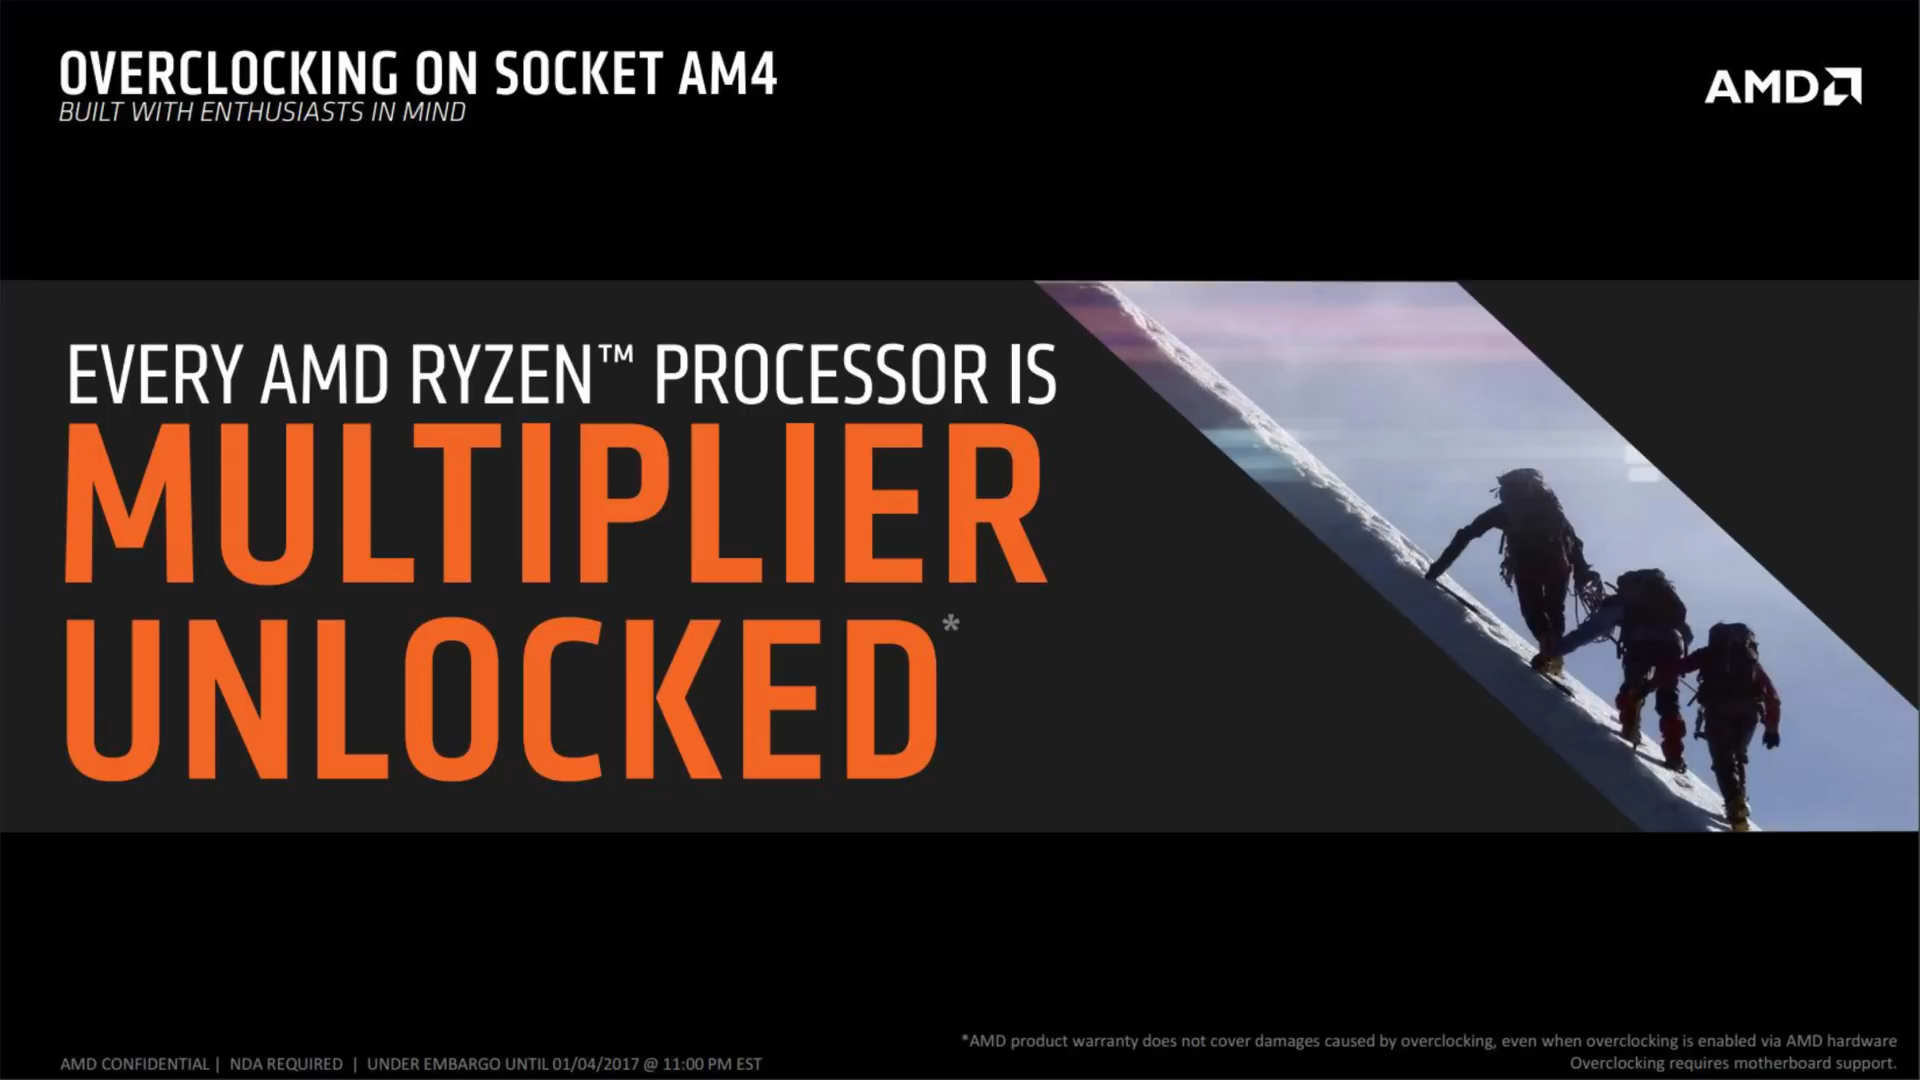 OVERCLOCKING ON SOCKET AM4
BUILT WITH ENTHUSIASTS IN MIND
AMD
EVERY AMD RYZEN™ PROCESSOR IS
MULTIPLIER
UNLOCKED*
*AMD product warranty does not cover damages caused by overclocking, even when overclocking is enabled via AMD hardware
Overclocking requires motherboard support.
AMD CONFIDENTIAL | NDA REQUIRED | UNDER EMBARGO UNTIL 01/04/2017 @ 11:00 PM EST